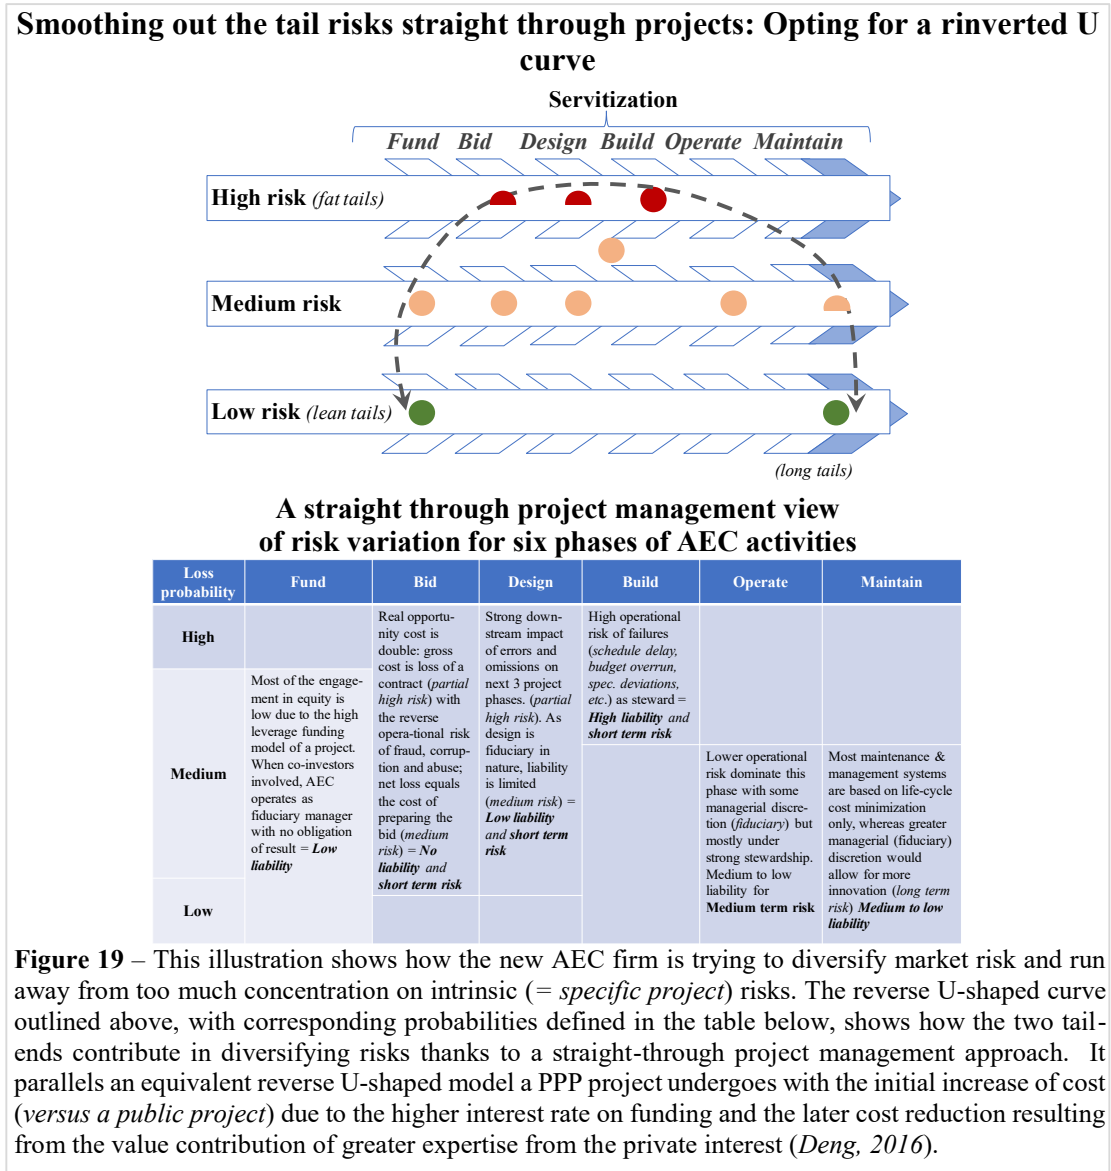 Smoothing out the tail risks straight through projects: Opting for a rinverted U
curve
Servitization
Fund Bid Design Build Operate Maintain
High risk (fat tails)
Medium risk
Low risk (lean tails)
(long tails)
A straight through project management view
of risk variation for six phases of AEC activities
Loss
probability
Fund
Bid
Design
Build
Operate
Maintain
High
Medium
Low
Most of the engage-
ment in equity is
low due to the high
leverage funding
model of a project.
When co-investors
involved, AEC
operates as
fiduciary manager
with no obligation
of result = Low
liability
Real opportu-
nity cost is
double: gross
cost is loss of a
contract (partial
high risk) with
the reverse
opera-tional risk
of fraud, corrup-
tion and abuse;
net loss equals
the cost of
preparing the
bid (medium
risk) = No
liability and
short term risk
Strong down-
stream impact
of errors and
omissions on
next 3 project
phases. (partial
high risk). As
design is
fiduciary in
nature, liability
is limited
(medium risk) =
Low liability
and short term
risk
High operational
risk of failures
(schedule delay,
budget overrun,
spec. deviations,
etc.) as steward =
High liability and
short term risk
Lower operational
risk dominate this
phase with some
managerial discre-
tion (fiduciary) but
mostly under
strong stewardship.
Medium to low
liability for
Medium term risk
Most maintenance &
management systems
are based on life-cycle
cost minimization
only, whereas greater
managerial (fiduciary)
discretion would
allow for more
innovation (long term
risk) Medium to low
liability
Figure 19 – This illustration shows how the new AEC firm is trying to diversify market risk and run
away from too much concentration on intrinsic (= specific project) risks. The reverse U-shaped curve
outlined above, with corresponding probabilities defined in the table below, shows how the two tail-
ends contribute in diversifying risks thanks to a straight-through project management approach. It
parallels an equivalent reverse U-shaped model a PPP project undergoes with the initial increase of cost
(versus a public project) due to the higher interest rate on funding and the later cost reduction resulting
from the value contribution of greater expertise from the private interest (Deng, 2016).